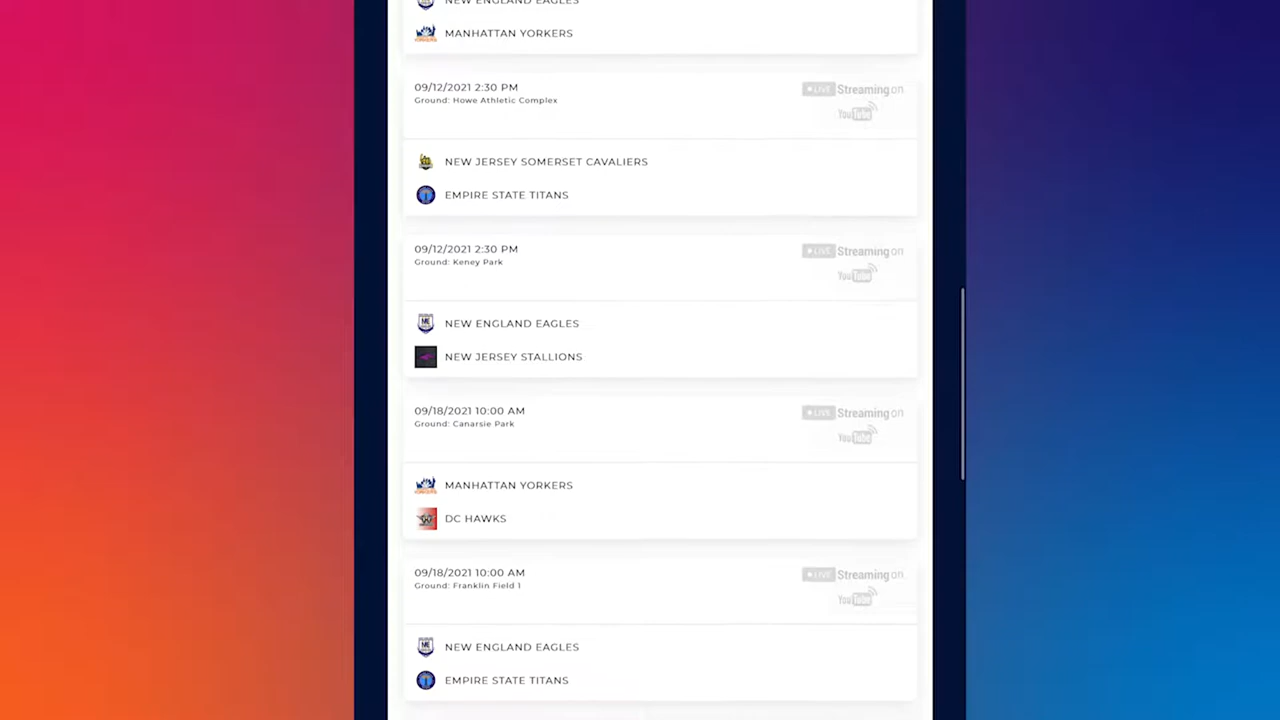 NEW ENGLAND EAGLES
MANHATTAN YORKERS
09/12/2021 2:30 PM
Ground: Howe Athletic Complex
LIVE Streaming on
YouTube
NEW JERSEY SOMERSET CAVALIERS
EMPIRE STATE TITANS
09/12/2021 2:30 PM
Ground: Keney Park
LIVE Streaming on
YouTube
NEW ENGLAND EAGLES
NEW JERSEY STALLIONS
09/18/2021 10:00 AM
Ground: Canarsie Park
LIVE Streaming on
YouTube
MANHATTAN YORKERS
DC HAWKS
09/18/2021 10:00 AM
Ground: Franklin Field 1
LIVE Streaming on
YouTube
NEW ENGLAND EAGLES
EMPIRE STATE TITANS